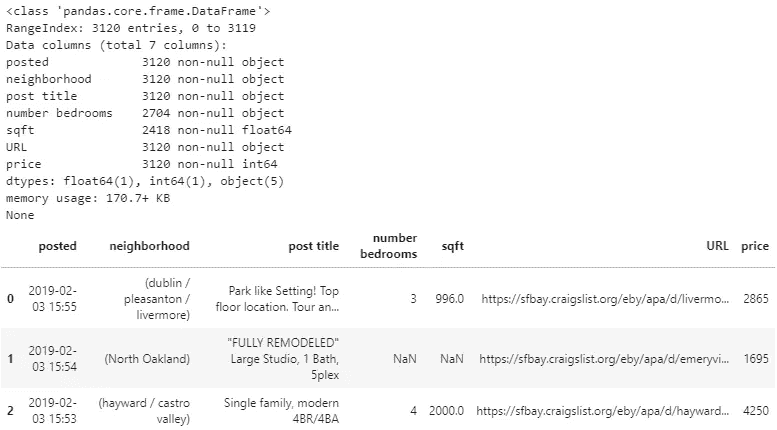 <class 'pandas.core.frame.DataFrame'>
RangeIndex: 3120 entries, 0 to 3119
Data columns (total 7 columns):
posted             3120 non-null object
neighborhood       3120 non-null object
post title         3120 non-null object
number bedrooms    2704 non-null object
sqft               2418 non-null float64
URL                3120 non-null object
price              3120 non-null int64
dtypes: float64(1), int64(1), object(5)
memory usage: 170.7+ KB
None
posted neighborhood post title number bedrooms sqft URL price
0 2019-02-03 15:55 (dublin / pleasanton / livermore) Park like Setting! Top floor location. Tour an... 3 996.0 https://sfbay.craigslist.org/eby/apa/d/livermo... 2865
1 2019-02-03 15:54 (North Oakland) "FULLY REMODELED" Large Studio, 1 Bath, 5plex NaN NaN https://sfbay.craigslist.org/eby/apa/d/emeryvi... 1695
2 2019-02-03 15:53 (hayward / castro valley) Single family, modern 4BR/4BA 4 2000.0 https://sfbay.craigslist.org/eby/apa/d/hayward... 4250